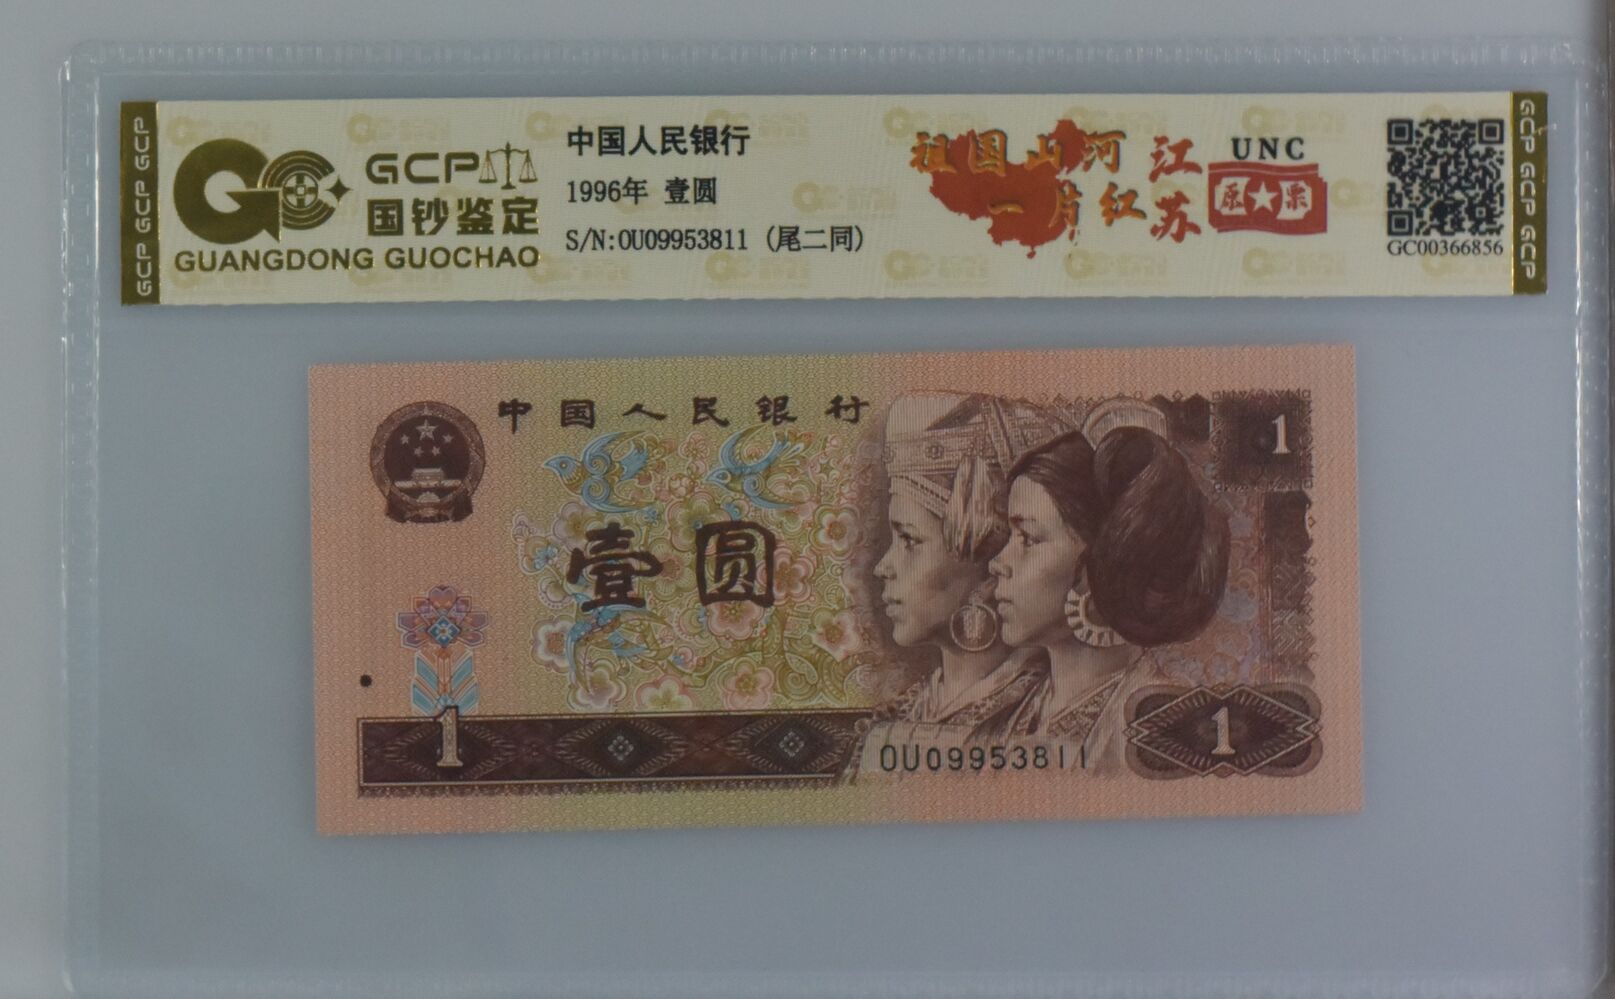 GCP GCP GCP
GCP
国钞鉴定
GUANGDONG GUOCHAO
中国人民银行
1996年 壹圆
S/N:OU09953811 (尾二同)
祖国山河
一片红
江苏
UNC
原★票
GC00366856
GCP GCP GCP
中国人民银行
1
壹圆
1
OU09953811
1